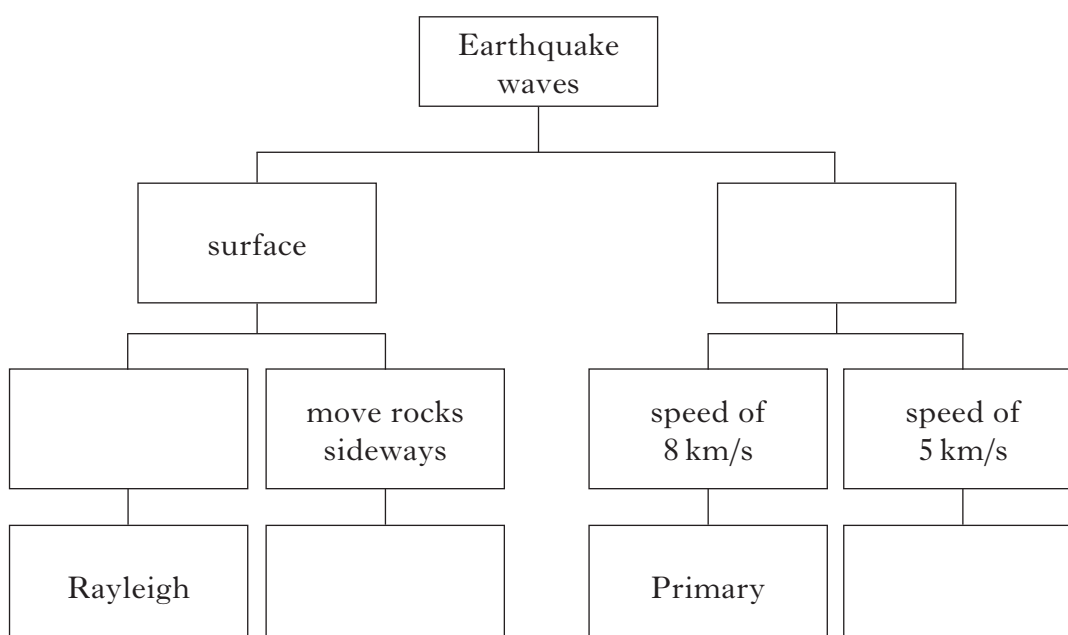 Earthquake
waves
surface
move rocks
sideways
speed of
8 km/s
speed of
5 km/s
Rayleigh
Primary